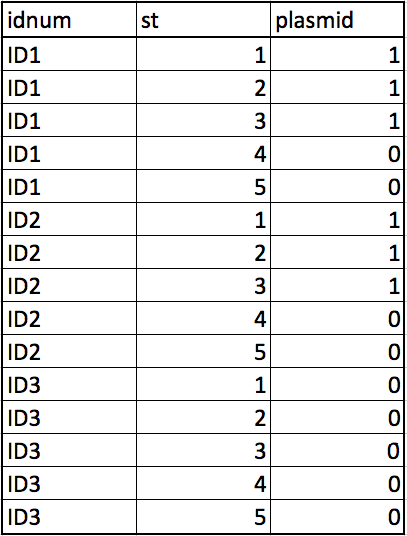 idnum st plasmid
ID1 1 1
ID1 2 1
ID1 3 1
ID1 4 0
ID1 5 0
ID2 1 1
ID2 2 1
ID2 3 1
ID2 4 0
ID2 5 0
ID3 1 0
ID3 2 0
ID3 3 0
ID3 4 0
ID3 5 0